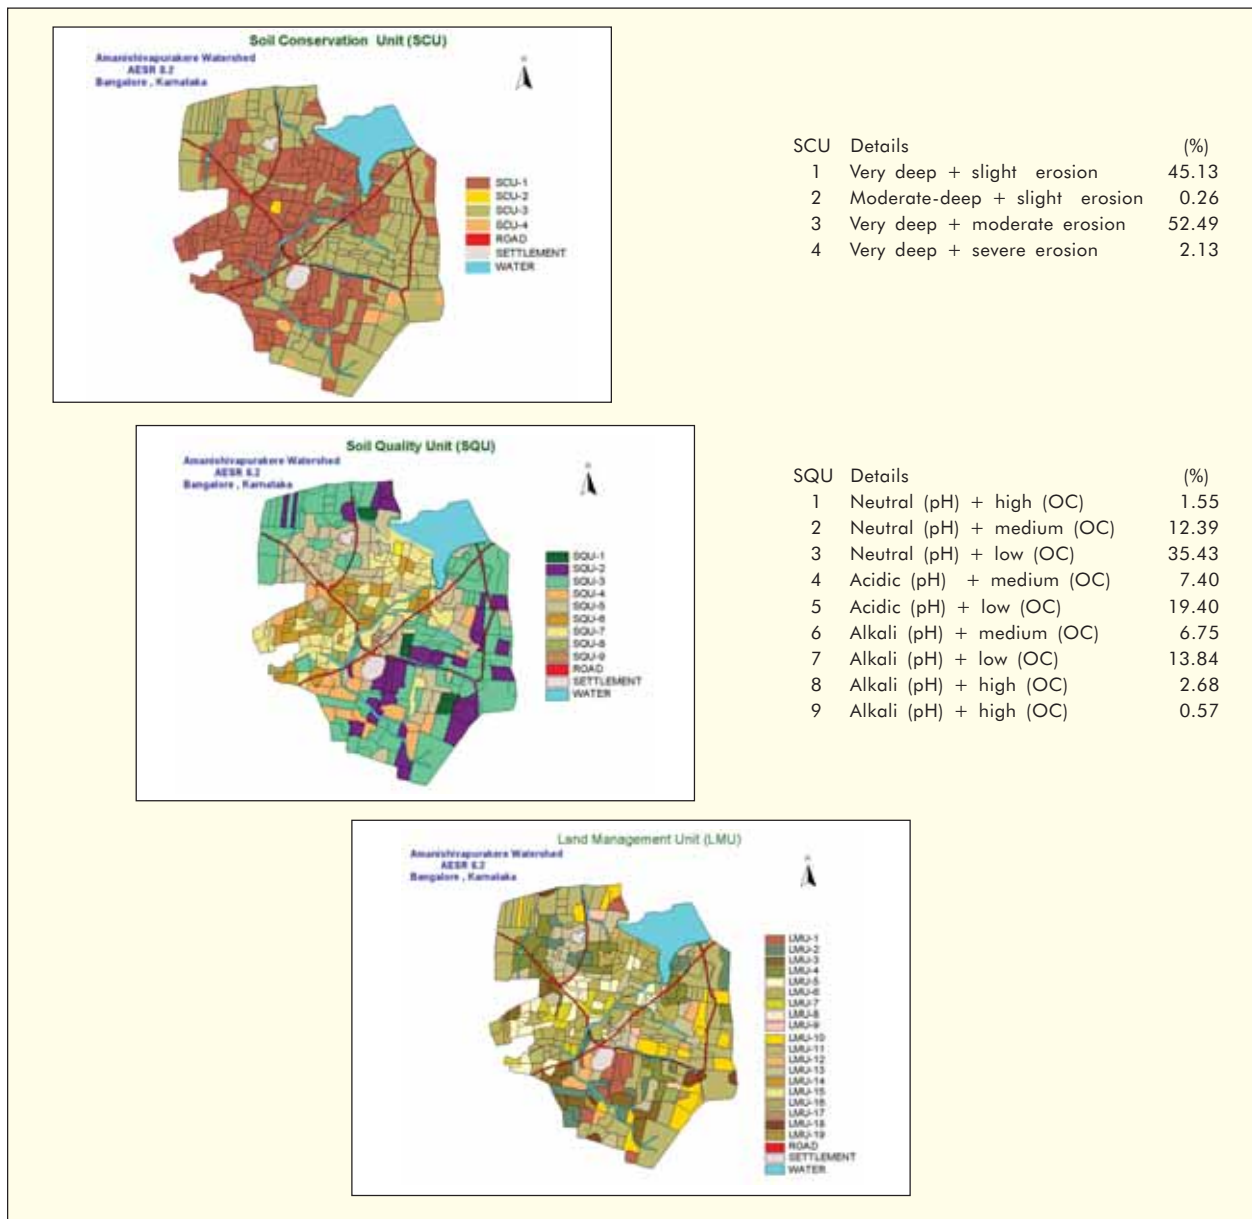 Soil Conservation Unit (SCU)
Amanishivapurakere Watershed
AESR 8.2
Bangalore , Karnataka
SCU-1
SCU-2
SCU-3
SCU-4
ROAD
SETTLEMENT
WATER
SCU Details (%)
1 Very deep + slight erosion 45.13
2 Moderate-deep + slight erosion 0.26
3 Very deep + moderate erosion 52.49
4 Very deep + severe erosion 2.13
Soil Quality Unit (SQU)
Amanishivapurakere Watershed
AESR 8.2
Bangalore , Karnataka
SQU-1
SQU-2
SQU-3
SQU-4
SQU-5
SQU-6
SQU-7
SQU-8
SQU-9
ROAD
SETTLEMENT
WATER
SQU Details (%)
1 Neutral (pH) + high (OC) 1.55
2 Neutral (pH) + medium (OC) 12.39
3 Neutral (pH) + low (OC) 35.43
4 Acidic (pH) + medium (OC) 7.40
5 Acidic (pH) + low (OC) 19.40
6 Alkali (pH) + medium (OC) 6.75
7 Alkali (pH) + low (OC) 13.84
8 Alkali (pH) + high (OC) 2.68
9 Alkali (pH) + high (OC) 0.57
Land Management Unit (LMU)
Amanishivapurakere Watershed
AESR 8.2
Bangalore , Karnataka
LMU-1
LMU-2
LMU-3
LMU-4
LMU-5
LMU-6
LMU-7
LMU-8
LMU-9
LMU-10
LMU-11
LMU-12
LMU-13
LMU-14
LMU-15
LMU-16
LMU-17
LMU-18
LMU-19
ROAD
SETTLEMENT
WATER